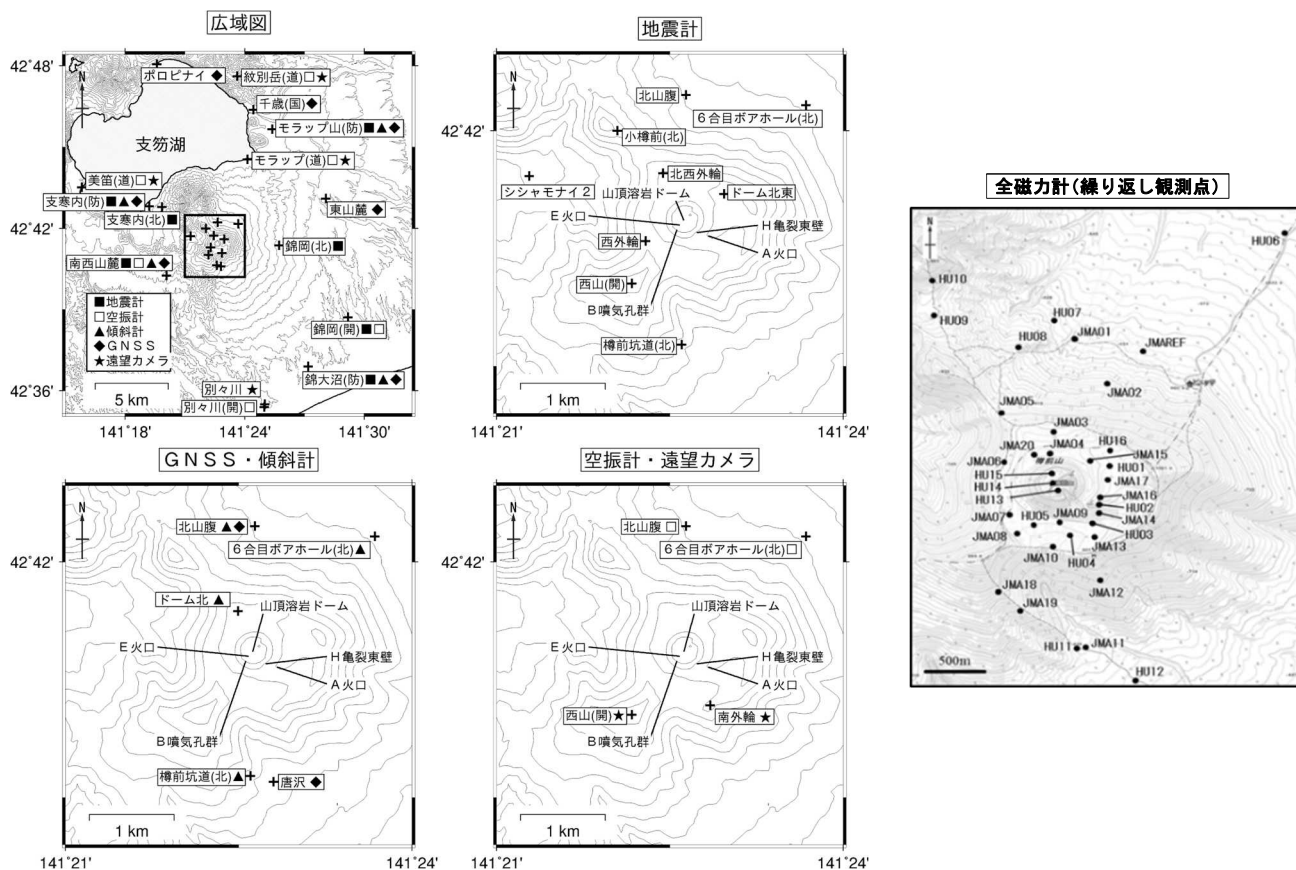 広域図
42˚48'
42˚42'
42˚36'
141˚18'
141˚24'
141˚30'
N
支笏湖
ポロピナイ ◆
紋別岳(道)□★
千歳(国)◆
モラップ山(防)■▲◆
モラップ(道)□★
美笛(道)□★
支寒内(防)■▲◆
支寒内(北)■
東山麓 ◆
錦岡(北)■
南西山麓■□▲◆
錦岡(開)■□
錦大沼(防)■▲◆
別々川 ★
別々川(開)□
■地震計
□空振計
▲傾斜計
◆GNSS
★遠望カメラ
5 km
地震計
42˚42'
141˚21'
141˚24'
N
北山腹
6合目ボアホール(北)
小樽前(北)
北西外輪
シシャモナイ2
山頂溶岩ドーム
ドーム北東
E火口
H亀裂東壁
西外輪
A火口
西山(開)
B噴気孔群
樽前坑道(北)
1 km
GNSS・傾斜計
42˚42'
141˚21'
141˚24'
N
北山腹 ▲◆
6合目ボアホール(北)▲
ドーム北 ▲
山頂溶岩ドーム
E火口
H亀裂東壁
A火口
B噴気孔群
樽前坑道(北)▲
唐沢 ◆
1 km
空振計・遠望カメラ
42˚42'
141˚21'
141˚24'
N
北山腹 □
6合目ボアホール(北)□
山頂溶岩ドーム
E火口
H亀裂東壁
A火口
西山(開)★
南外輪 ★
B噴気孔群
1 km
全磁力計(繰り返し観測点)
N
HU06
HU10
HU09
HU07
JMA01
HU08
JMAREF
JMA02
JMA05
JMA03
JMA20
JMA04
HU16
JMA15
JMA06
樽前山
HU01
HU15
JMA17
HU14
JMA16
HU13
HU02
JMA07
HU05
JMA09
JMA14
HU03
JMA08
JMA10
HU04
JMA13
JMA18
JMA12
JMA19
HU11
JMA11
HU12
500m